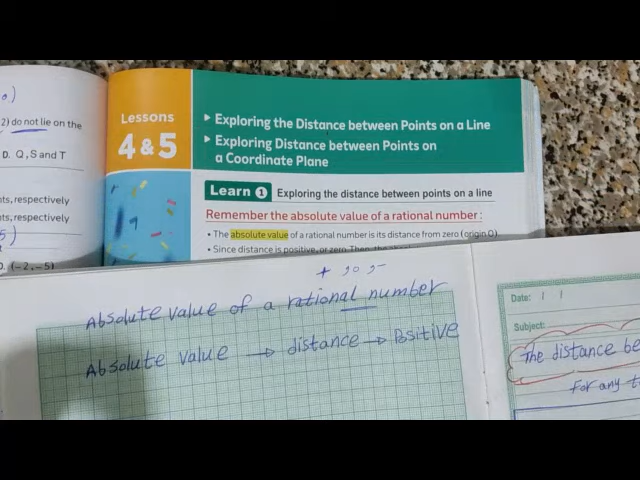 2) do not lie on the
D. Q, S and T
nts, respectively
nts, respectively
D. (-2, -5)
Lessons
4 & 5
Exploring the Distance between Points on a Line
Exploring Distance between Points on
a Coordinate Plane
Learn 1 Exploring the distance between points on a line
Remember the absolute value of a rational number :
• The absolute value of a rational number is its distance from zero (origin O)
• Since distance is positive, or zero. Then, the
Absolute value of a rational number
Absolute value → distance → Positive
Date: / /
Subject:
The distance be
For any